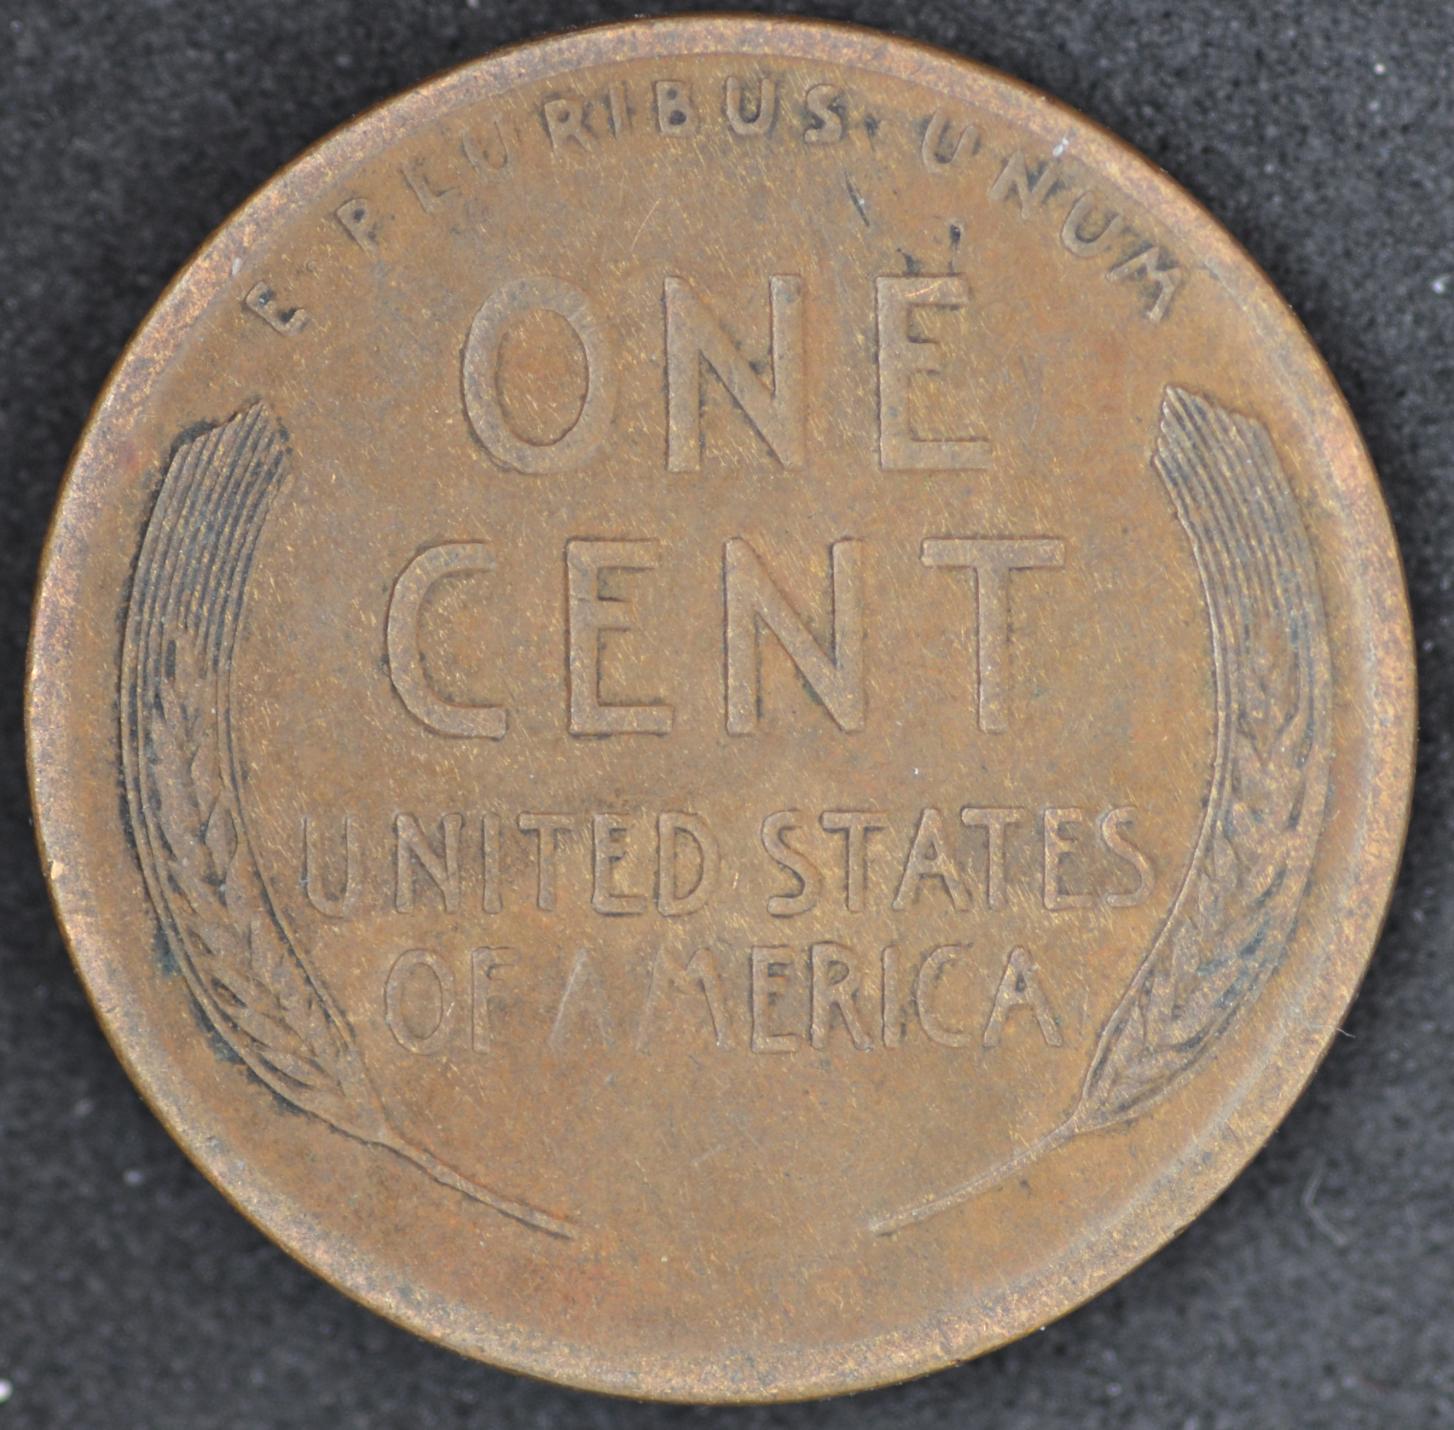 E · PLURIBUS · UNUM
ONE
CENT
UNITED STATES
OF AMERICA